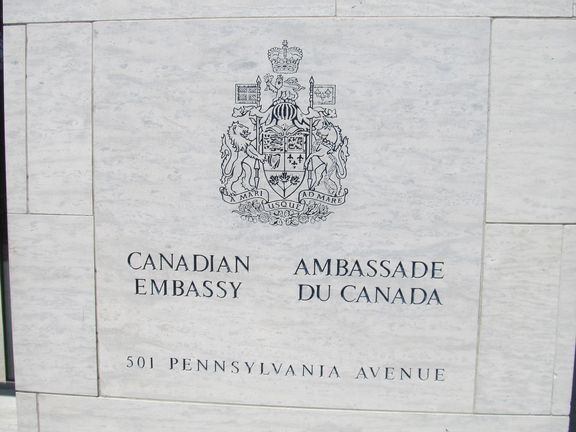 A MARI USQUE AD MARE
CANADIAN EMBASSY
AMBASSADE DU CANADA
501 PENNSYLVANIA AVENUE